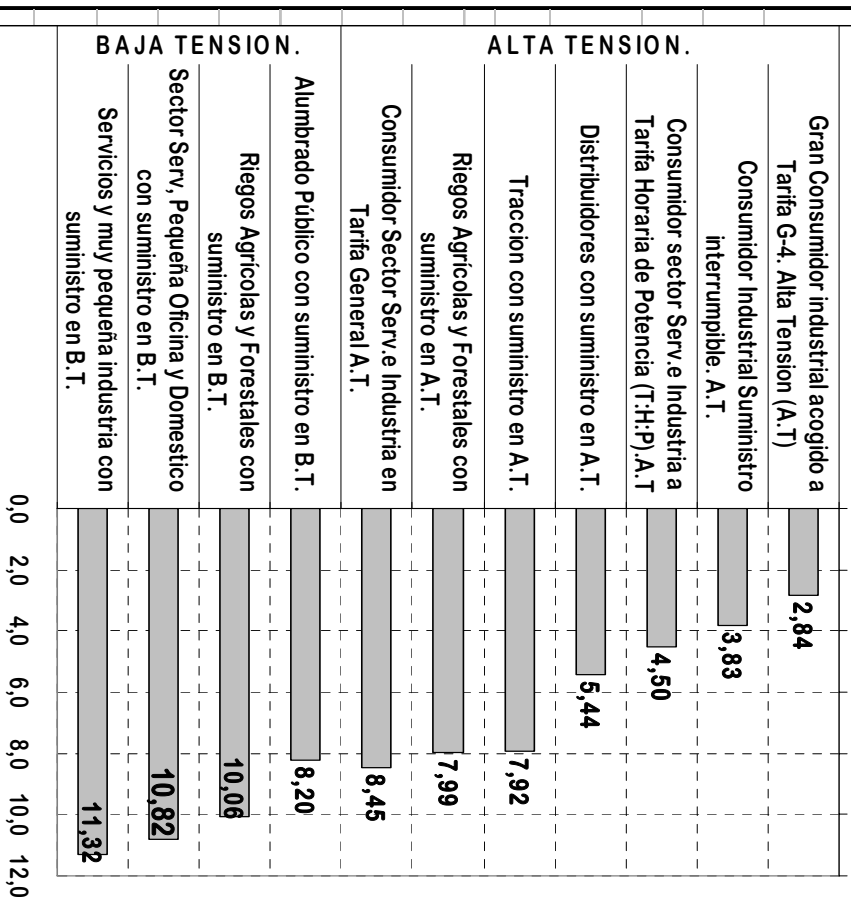 ALTA TENSION.
Gran Consumidor industrial acogido a
Tarifa G-4. Alta Tension (A.T)
2,84
Consumidor Industrial Suministro
interrumpible. A.T.
3,83
Consumidor sector Serv.e Industria a
Tarifa Horaria de Potencia (T:H:P).A.T
4,50
Distribuidores con suministro en A.T.
5,44
Traccion con suministro en A.T.
7,92
Riegos Agrícolas y Forestales con
suministro en A.T.
7,99
Consumidor Sector Serv.e Industria en
Tarifa General A.T.
8,45
BAJA TENSION.
Alumbrado Público con suministro en B.T.
8,20
Riegos Agrícolas y Forestales con
suministro en B.T.
10,06
Sector Serv, Pequeña Oficina y Domestico
con suministro en B.T.
10,82
Servicios y muy pequeña industria con
suministro en B.T.
11,32
0,0 2,0 4,0 6,0 8,0 10,0 12,0